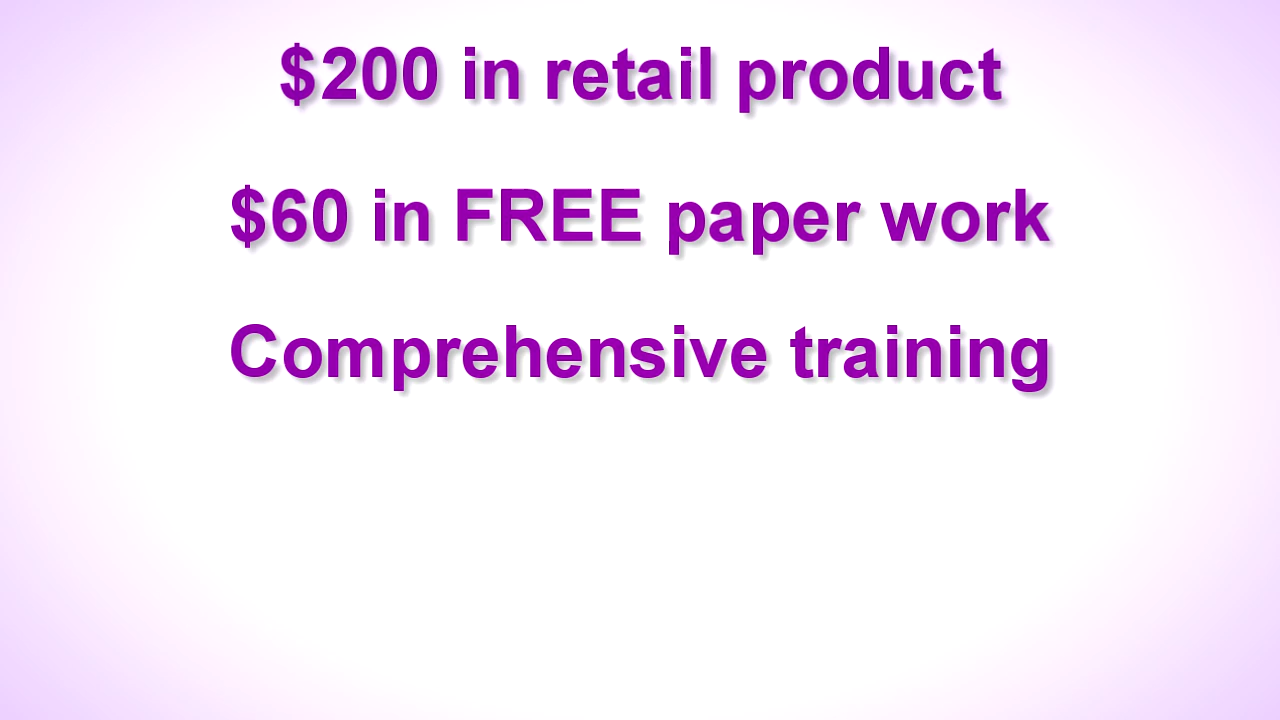 $200 in retail product
$60 in FREE paper work
Comprehensive training